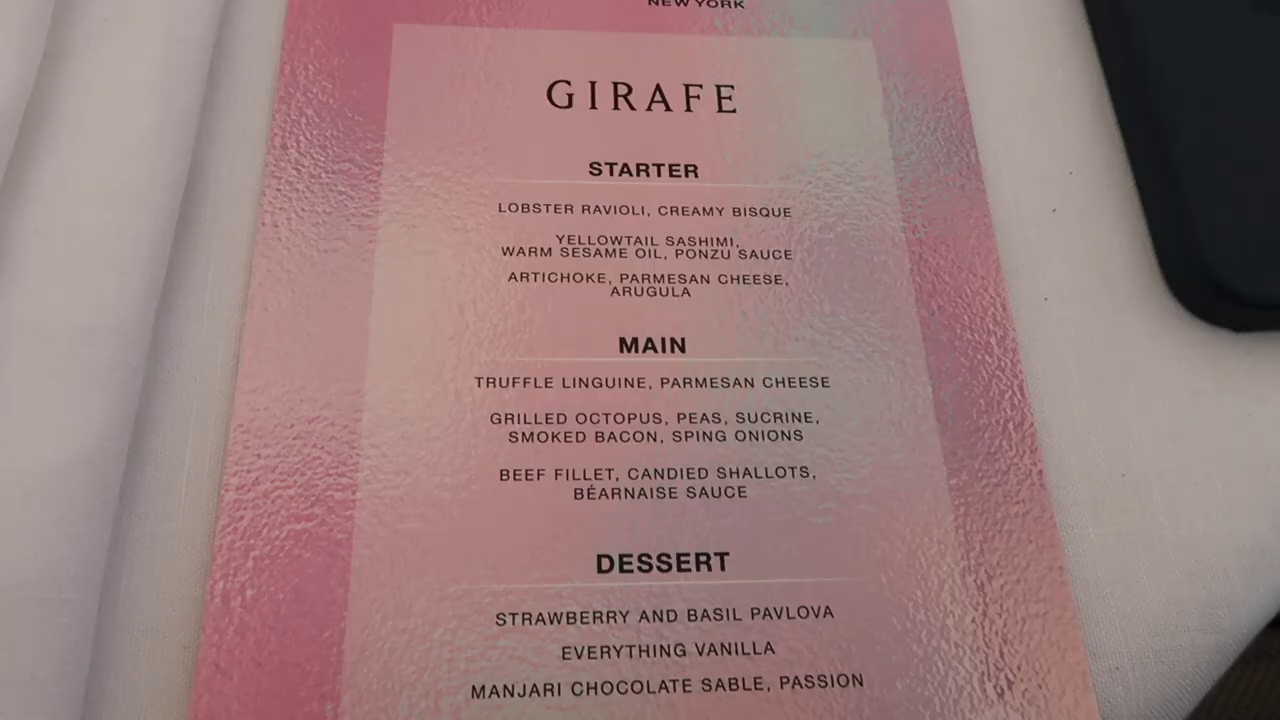 NEW YORK
GIRAFE
STARTER
LOBSTER RAVIOLI, CREAMY BISQUE
YELLOWTAIL SASHIMI,
WARM SESAME OIL, PONZU SAUCE
ARTICHOKE, PARMESAN CHEESE,
ARUGULA
MAIN
TRUFFLE LINGUINE, PARMESAN CHEESE
GRILLED OCTOPUS, PEAS, SUCRINE,
SMOKED BACON, SPING ONIONS
BEEF FILLET, CANDIED SHALLOTS,
BÉARNAISE SAUCE
DESSERT
STRAWBERRY AND BASIL PAVLOVA
EVERYTHING VANILLA
MANJARI CHOCOLATE SABLE, PASSION